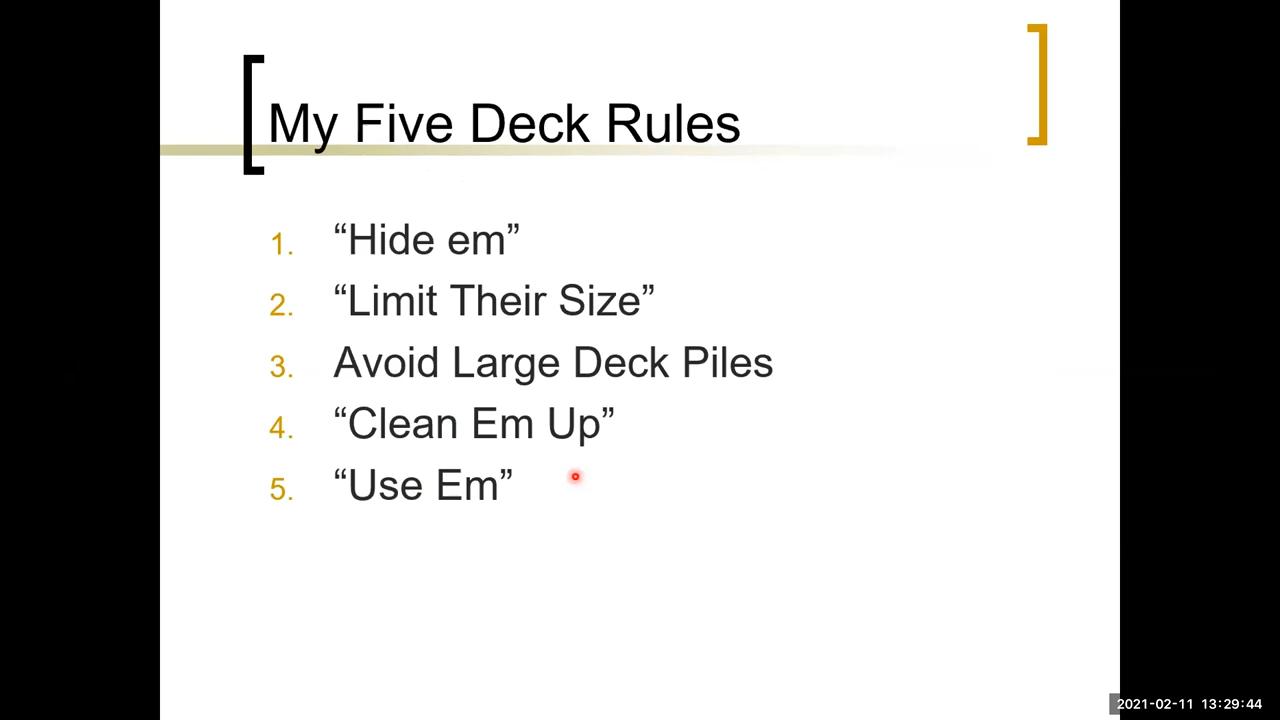 My Five Deck Rules
1. “Hide em”
2. “Limit Their Size”
3. Avoid Large Deck Piles
4. “Clean Em Up”
5. “Use Em”
2021-02-11 13:29:44